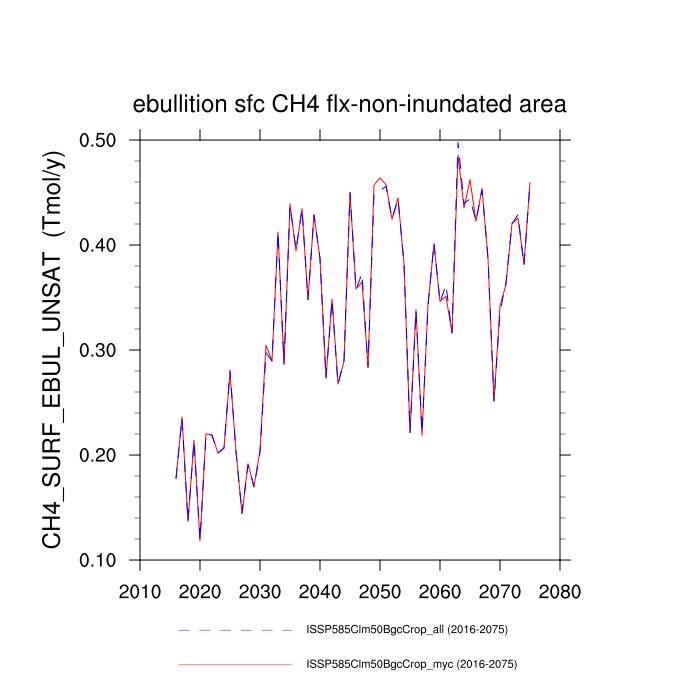 ebullition sfc CH4 flx-non-inundated area
CH4_SURF_EBUL_UNSAT (Tmol/y)
0.50
0.40
0.30
0.20
0.10
2010 2020 2030 2040 2050 2060 2070 2080
ISSP585Clm50BgcCrop_all (2016-2075)
ISSP585Clm50BgcCrop_myc (2016-2075)